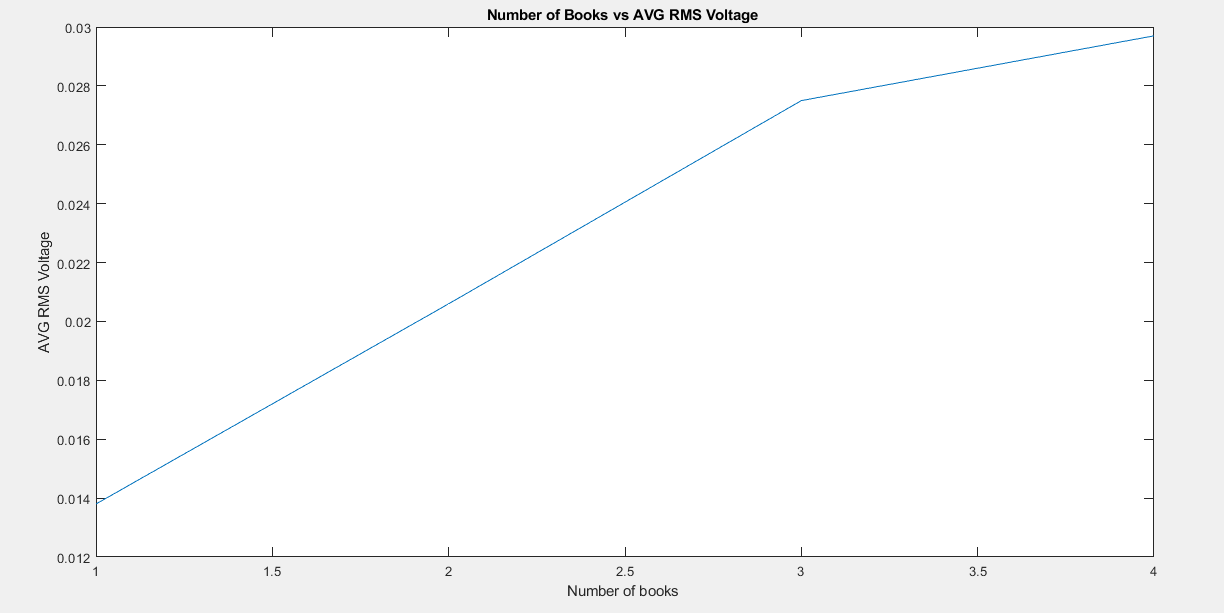 Number of Books vs AVG RMS Voltage
0.03
0.028
0.026
0.024
0.022
0.02
0.018
0.016
0.014
0.012
AVG RMS Voltage
1 1.5 2 2.5 3 3.5 4
Number of books